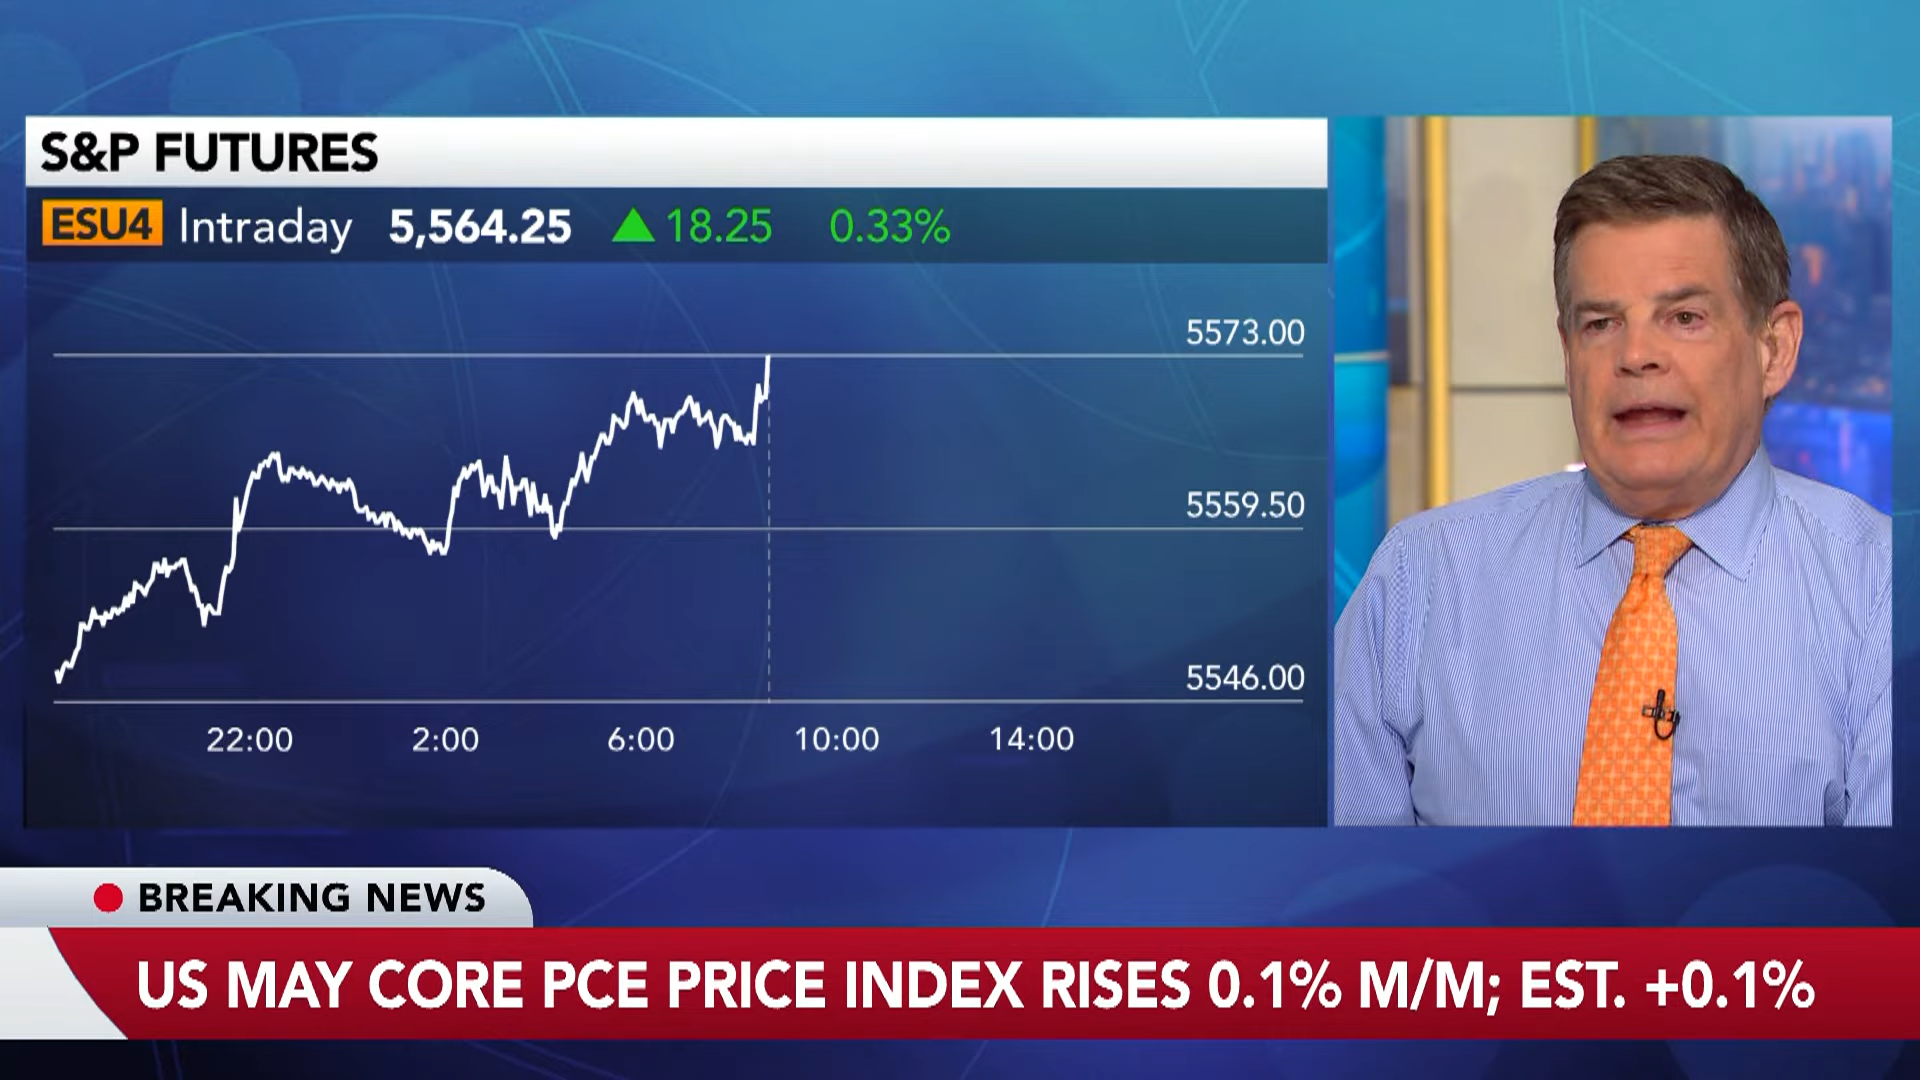 S&P FUTURES
ESU4 Intraday 5,564.25 ▲ 18.25 0.33%
5573.00
5559.50
5546.00
22:00 2:00 6:00 10:00 14:00
BREAKING NEWS
US MAY CORE PCE PRICE INDEX RISES 0.1% M/M; EST. +0.1%